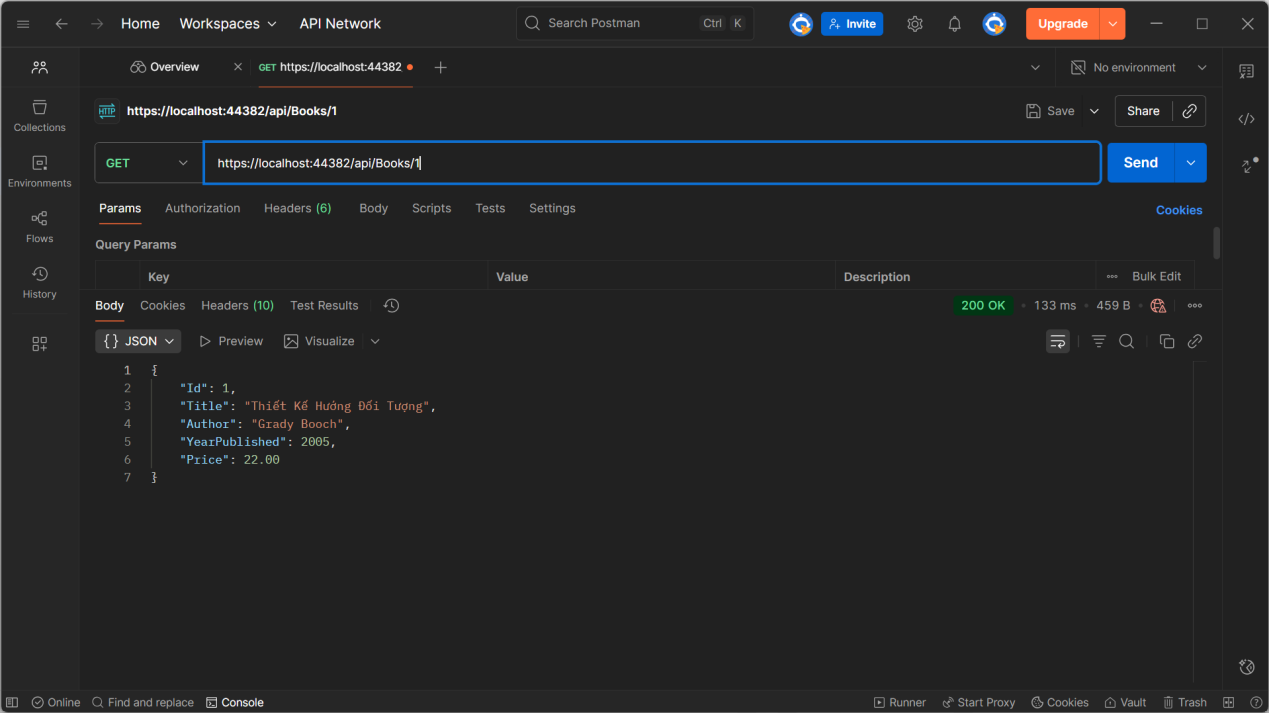 Home Workspaces API Network Search Postman Ctrl K Invite Upgrade
Overview GET https://localhost:44382 No environment
HTTP https://localhost:44382/api/Books/1 Save Share
Collections
GET https://localhost:44382/api/Books/1 Send
Environments
Params Authorization Headers (6) Body Scripts Tests Settings Cookies
Flows
Query Params
Key Value Description Bulk Edit
History
Body Cookies Headers (10) Test Results 200 OK 133 ms 459 B
{} JSON Preview Visualize
1 {
2 "Id": 1,
3 "Title": "Thiết Kế Hướng Đối Tượng",
4 "Author": "Grady Booch",
5 "YearPublished": 2005,
6 "Price": 22.00
7 }
Online Find and replace Console Runner Start Proxy Cookies Vault Trash